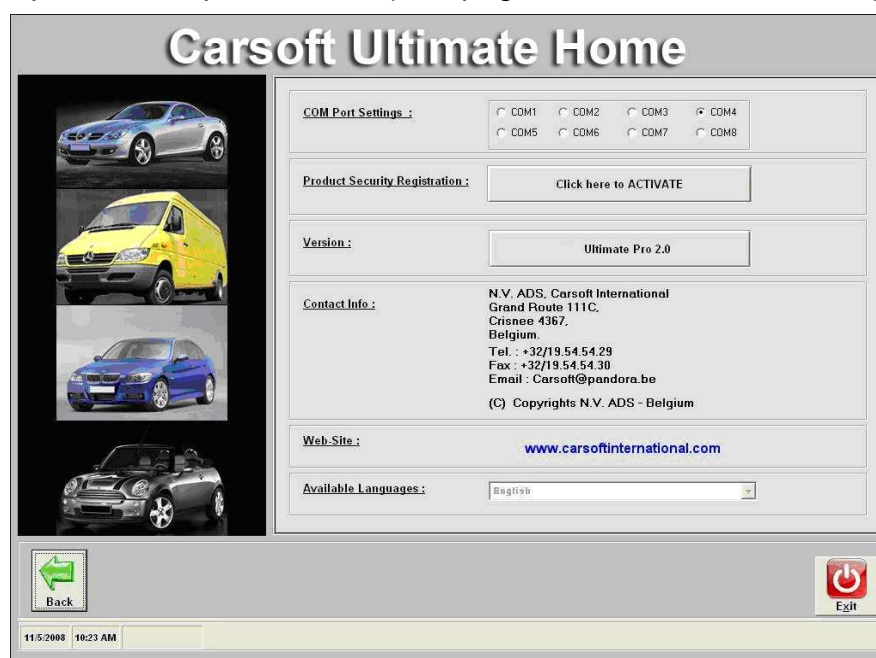 Carsoft Ultimate Home
COM Port Settings :
COM1 COM2 COM3 COM4
COM5 COM6 COM7 COM8
Product Security Registration :
Click here to ACTIVATE
Version :
Ultimate Pro 2.0
Contact Info :
N.V. ADS, Carsoft International
Grand Route 111C,
Crisnee 4367,
Belgium.
Tel. : +32/19.54.54.29
Fax : +32/19.54.54.30
Email : Carsoft@pandora.be
(C) Copyrights N.V. ADS - Belgium
Web-Site :
www.carsoftinternational.com
Available Languages :
English
Back
Exit
11/5/2008 10:23 AM